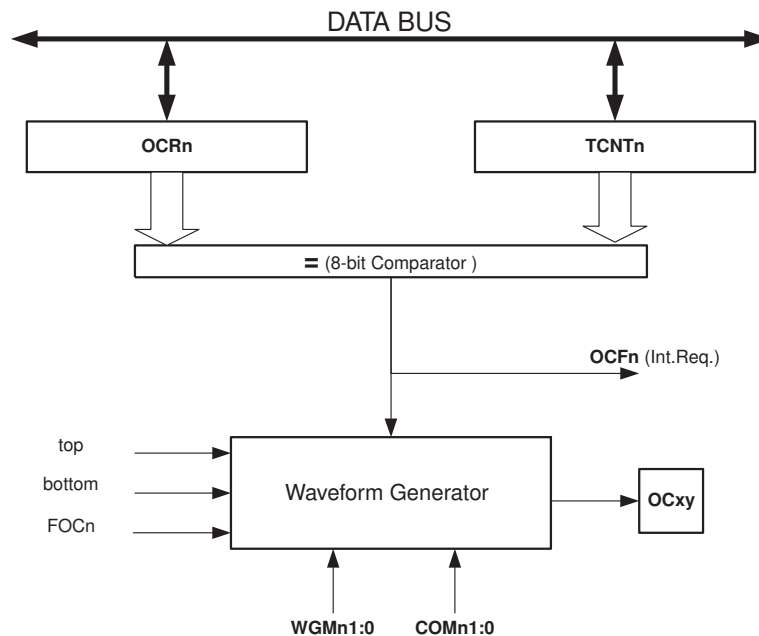 DATA BUS
OCRn
TCNTn
= (8-bit Comparator )
OCFn (Int.Req.)
top
bottom
FOCn
Waveform Generator
OCxy
WGMn1:0
COMn1:0